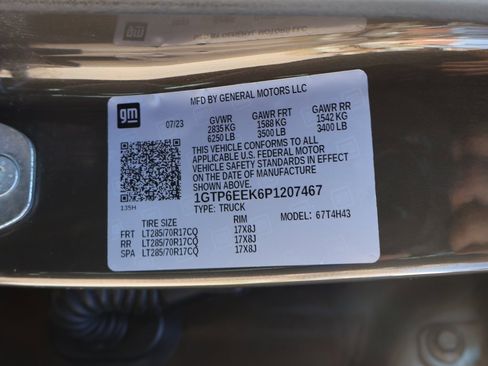 MFD BY GENERAL MOTORS LLC
gm
07/23
GVWR GAWR FRT GAWR RR
2835 KG 1588 KG 1542 KG
6250 LB 3500 LB 3400 LB
THIS VEHICLE CONFORMS TO ALL
APPLICABLE U.S. FEDERAL MOTOR
VEHICLE SAFETY STANDARDS IN EFFECT
ON THE DATE OF MANUFACTURE
SHOWN ABOVE.
1GTP6EEK6P1207467
TYPE: TRUCK MODEL: 67T4H43
135H
TIRE SIZE RIM
FRT LT285/70R17CQ 17X8J
RR LT285/70R17CQ 17X8J
SPA LT285/70R17CQ 17X8J